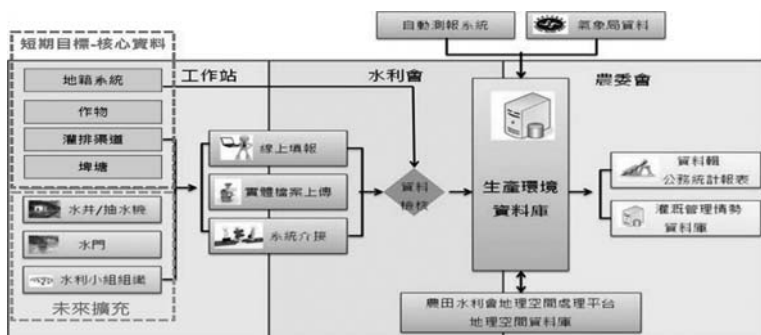 自動測報系統
氣象局資料
短期目標-核心資料
工作站
水利會
農委會
地籍系統
作物
灌排渠道
埤塘
水井/抽水機
水門
水利小組組織
未來擴充
線上填報
實體檔案上傳
系統介接
資料
檢核
生產環境
資料庫
資料輯
公務統計報表
灌溉管理情勢
資料庫
農田水利會地理空間處理平台
地理空間資料庫